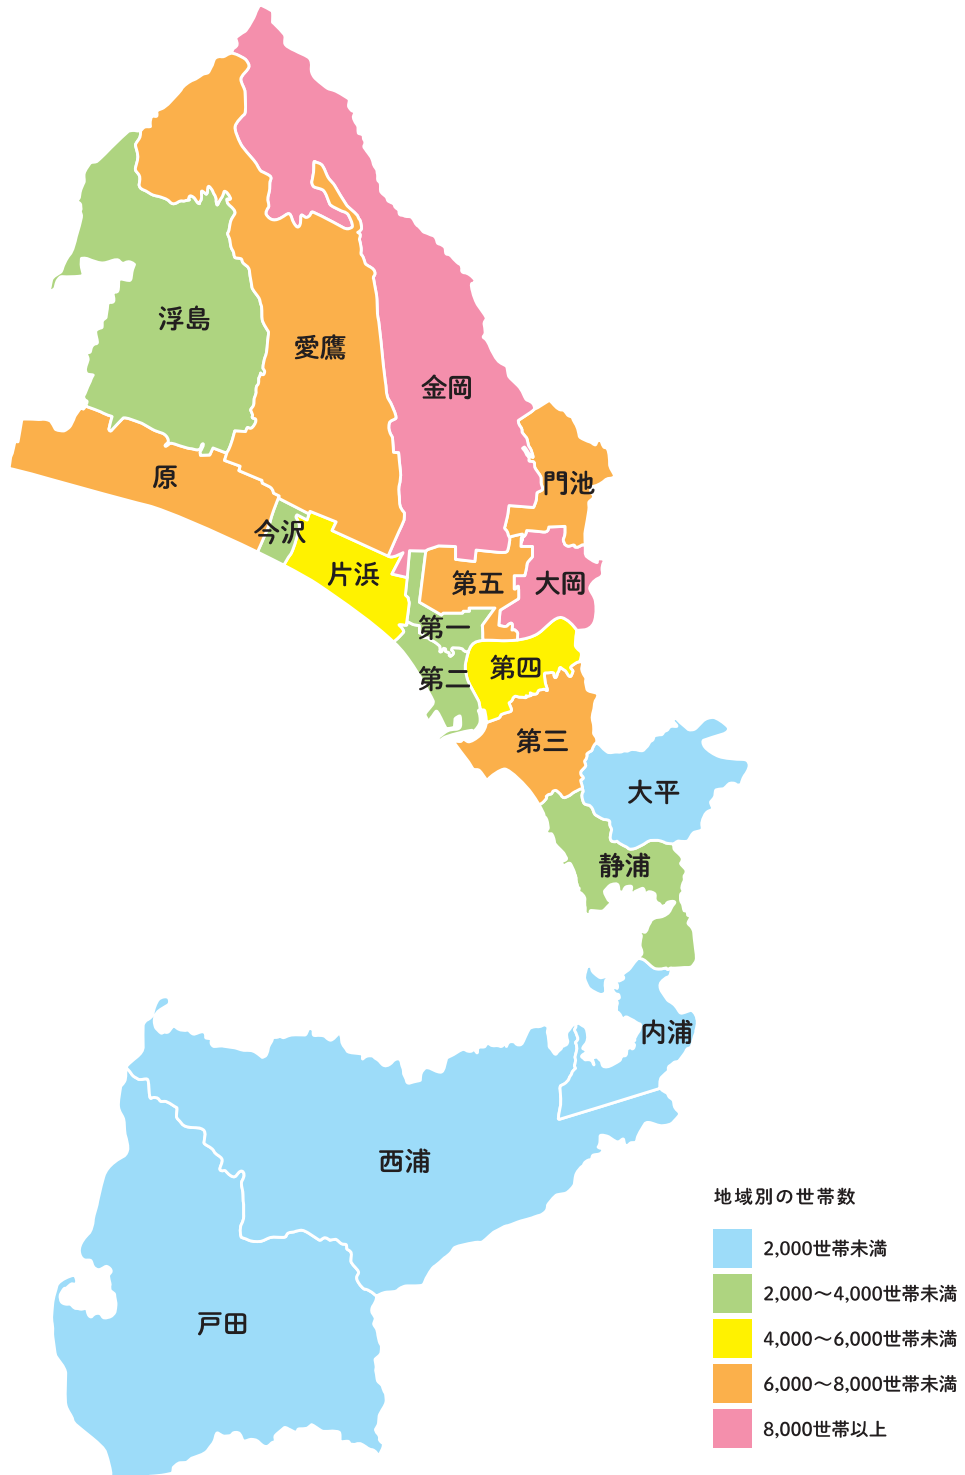 浮島
愛鷹
金岡
原
門池
今沢
片浜
第五
大岡
第一
第四
第二
第三
大平
静浦
内浦
西浦
戸田
地域別の世帯数
2,000世帯未満
2,000～4,000世帯未満
4,000～6,000世帯未満
6,000～8,000世帯未満
8,000世帯以上